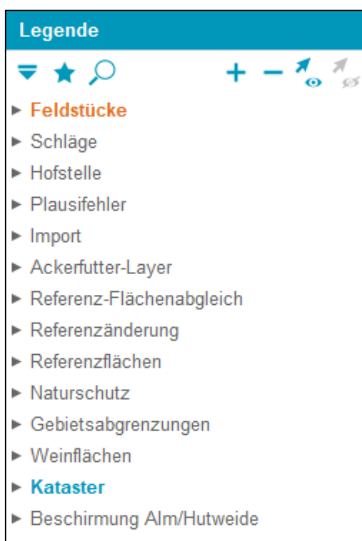 Legende
Feldstücke
Schläge
Hofstelle
Plausifehler
Import
Ackerfutter-Layer
Referenz-Flächenabgleich
Referenzänderung
Referenzflächen
Naturschutz
Gebietsabgrenzungen
Weinflächen
Kataster
Beschirmung Alm/Hutweide